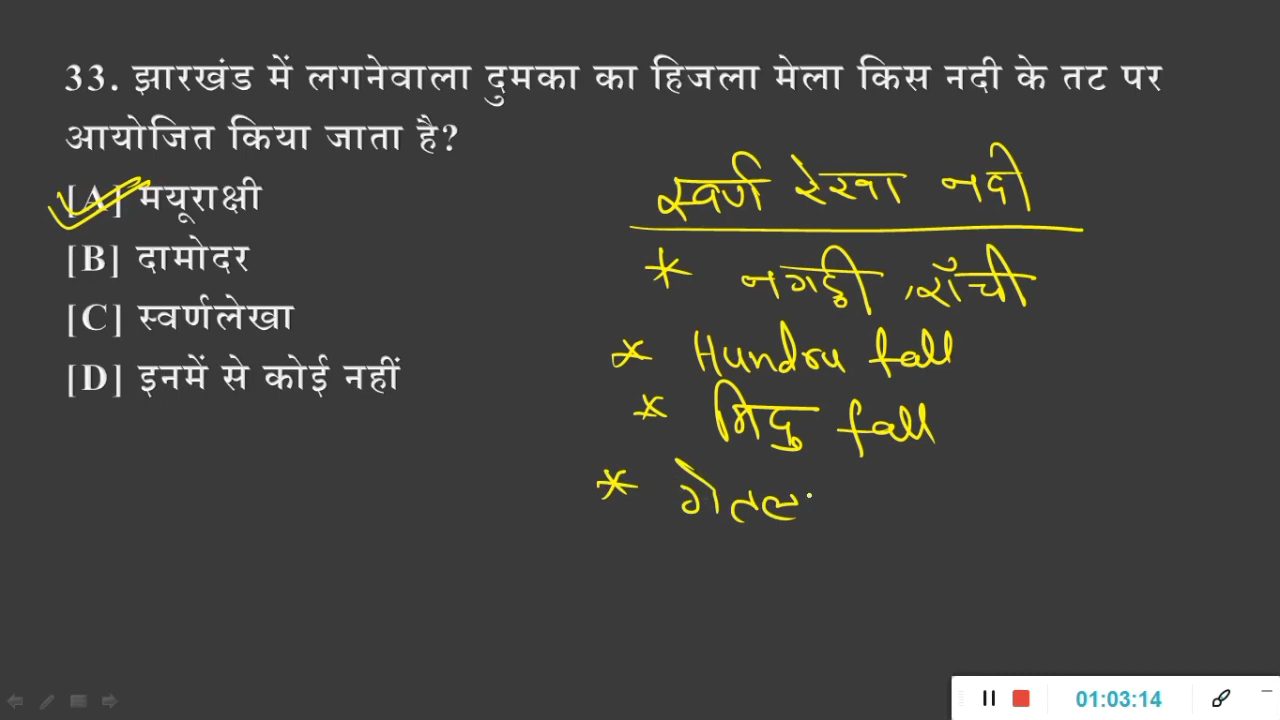 33. झारखंड में लगनेवाला दुमका का हिजला मेला किस नदी के तट पर
आयोजित किया जाता है?
[A] मयूराक्षी
[B] दामोदर
[C] स्वर्णलेखा
[D] इनमें से कोई नहीं
स्वर्ण रेखा नदी
* नगड़ी, राँची
* Hundru fall
* fall
* गेतल
01:03:14